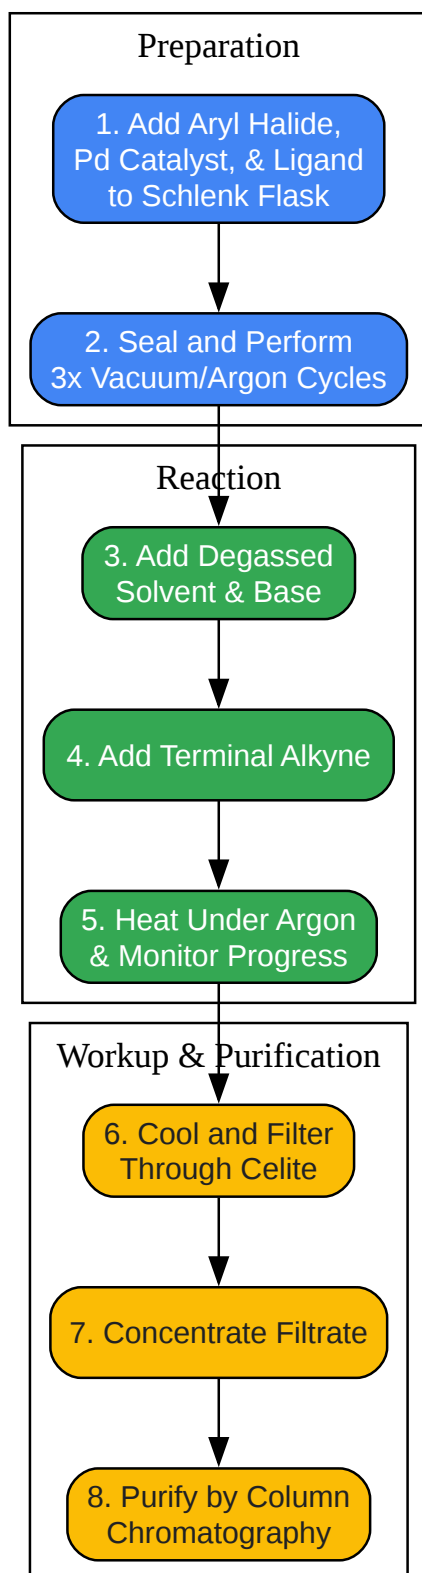 Preparation
1. Add Aryl Halide,
Pd Catalyst, & Ligand
to Schlenk Flask
2. Seal and Perform
3x Vacuum/Argon Cycles
Reaction
3. Add Degassed
Solvent & Base
4. Add Terminal Alkyne
5. Heat Under Argon
& Monitor Progress
Workup & Purification
6. Cool and Filter
Through Celite
7. Concentrate Filtrate
8. Purify by Column
Chromatography